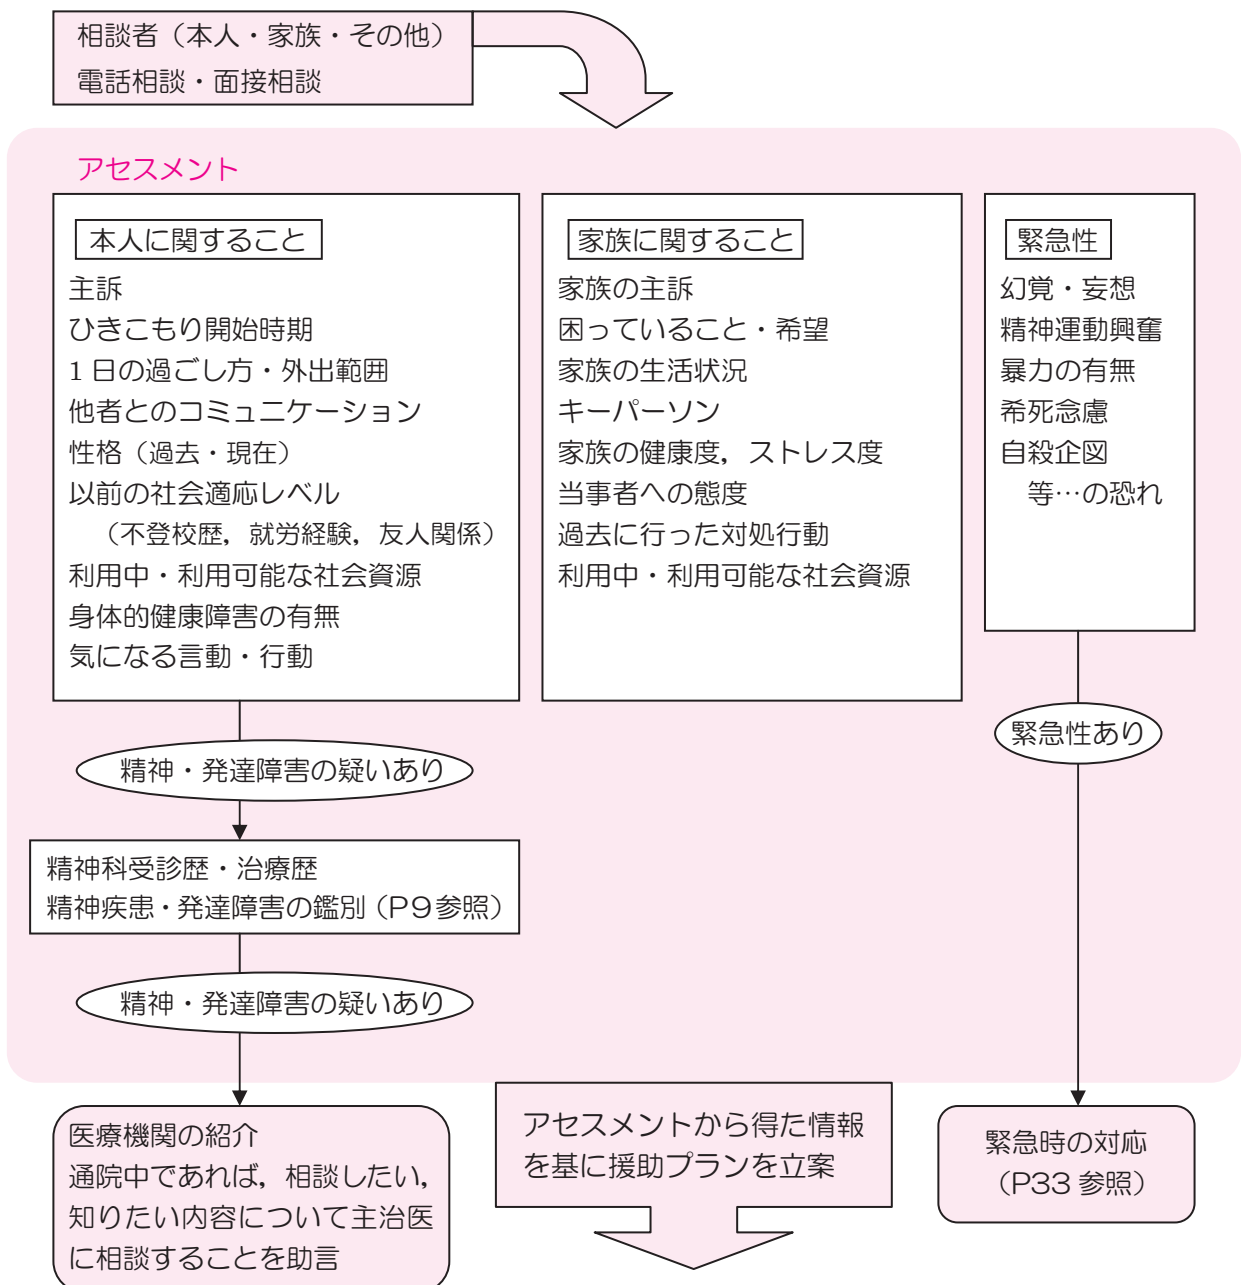 相談者（本人・家族・その他）
電話相談・面接相談
アセスメント
本人に関すること
主訴
ひきこもり開始時期
1日の過ごし方・外出範囲
他者とのコミュニケーション
性格（過去・現在）
以前の社会適応レベル
（不登校歴，就労経験，友人関係）
利用中・利用可能な社会資源
身体的健康障害の有無
気になる言動・行動
家族に関すること
家族の主訴
困っていること・希望
家族の生活状況
キーパーソン
家族の健康度，ストレス度
当事者への態度
過去に行った対処行動
利用中・利用可能な社会資源
緊急性
幻覚・妄想
精神運動興奮
暴力の有無
希死念慮
自殺企図
等…の恐れ
緊急性あり
精神・発達障害の疑いあり
精神科受診歴・治療歴
精神疾患・発達障害の鑑別（P9参照）
精神・発達障害の疑いあり
医療機関の紹介
通院中であれば，相談したい，
知りたい内容について主治医
に相談することを助言
アセスメントから得た情報
を基に援助プランを立案
緊急時の対応
（P33参照）